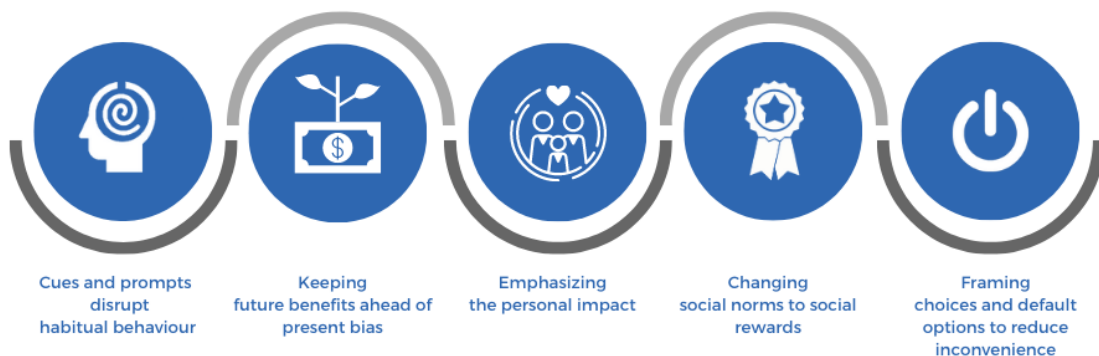 $
Cues and prompts
disrupt
habitual behaviour
Keeping
future benefits ahead of
present bias
Emphasizing
the personal impact
Changing
social norms to social
rewards
Framing
choices and default
options to reduce
inconvenience